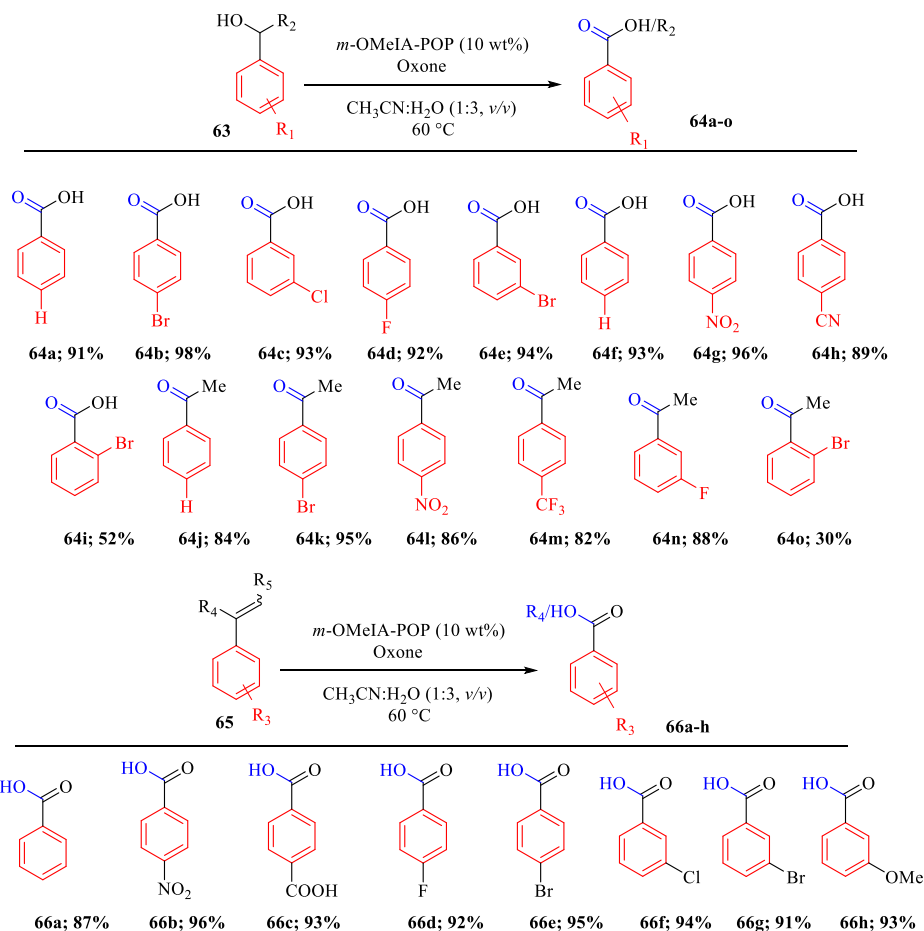 HO R₂
R₁
63
m-OMeIA-POP (10 wt%)
Oxone
CH₃CN:H₂O (1:3, v/v)
60 °C
O OH/R₂
R₁
64a-o
O OH H
O OH Br
O OH Cl
O OH F
O OH Br
O OH H
O OH NO₂
O OH CN
64a; 91% 64b; 98% 64c; 93% 64d; 92% 64e; 94% 64f; 93% 64g; 96% 64h; 89%
O OH Br
O Me H
O Me Br
O Me NO₂
O Me CF₃
O Me F
O Me Br
64i; 52% 64j; 84% 64k; 95% 64l; 86% 64m; 82% 64n; 88% 64o; 30%
R₅
R₄
R₃
65
m-OMeIA-POP (10 wt%)
Oxone
CH₃CN:H₂O (1:3, v/v)
60 °C
R₄/HO O
R₃
66a-h
HO O
HO O NO₂
HO O COOH
HO O F
HO O Br
HO O Cl
HO O Br
HO O OMe
66a; 87% 66b; 96% 66c; 93% 66d; 92% 66e; 95% 66f; 94% 66g; 91% 66h; 93%